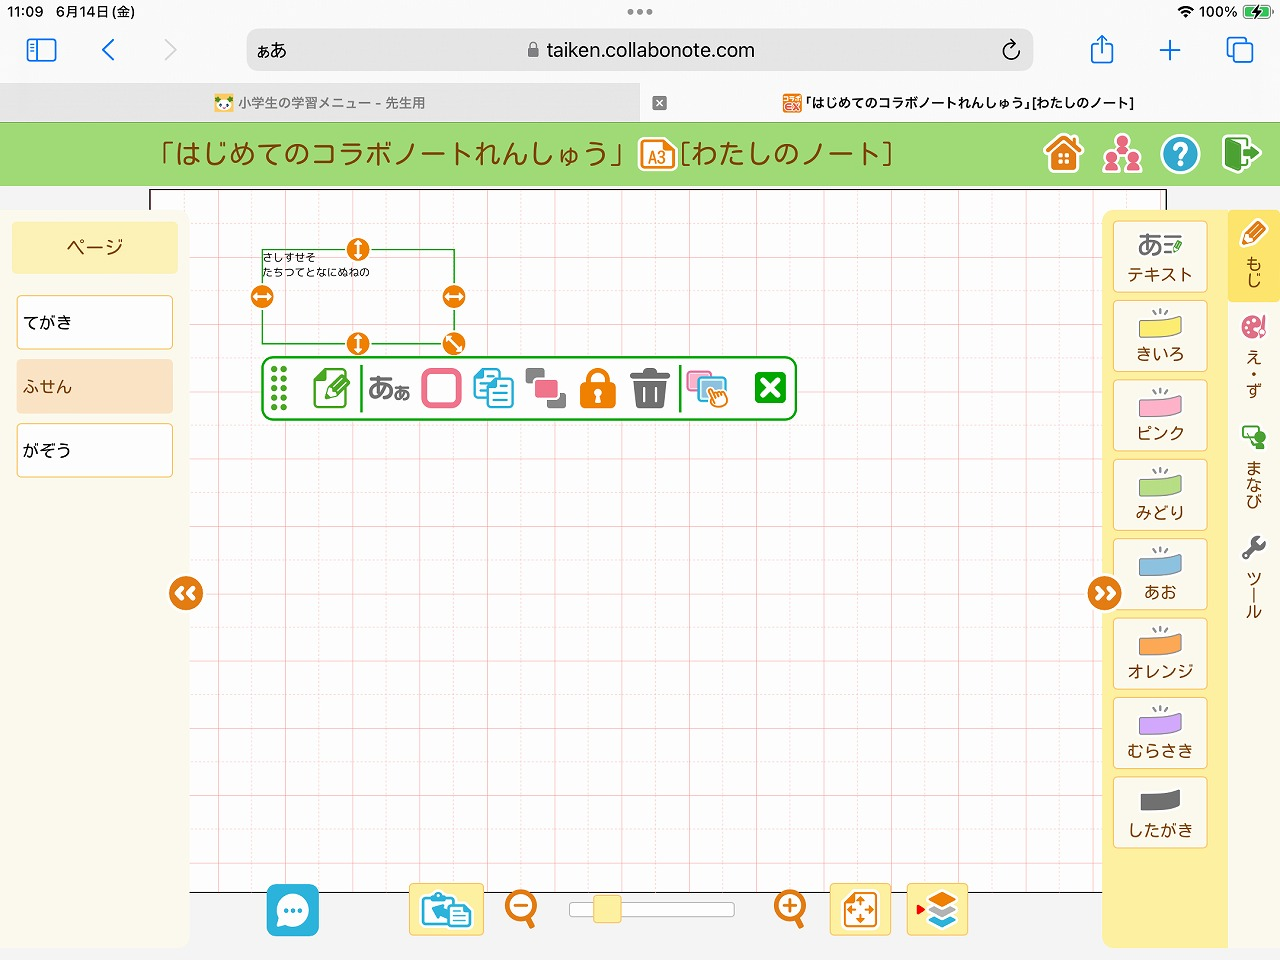 11:09 6月14日(金)
100%
ぁあ
taiken.collabonote.com
小学生の学習メニュー - 先生用
コラボEX
「はじめてのコラボノートれんしゅう」[わたしのノート]
「はじめてのコラボノートれんしゅう」 A3 [わたしのノート]
?
ページ
てがき
ふせん
がぞう
さしすせそ
たちつてとなにぬねの
あぁ
あ
テキスト
きいろ
ピンク
みどり
あお
オレンジ
むらさき
したがき
もじ
え・ず
まなび
ツール